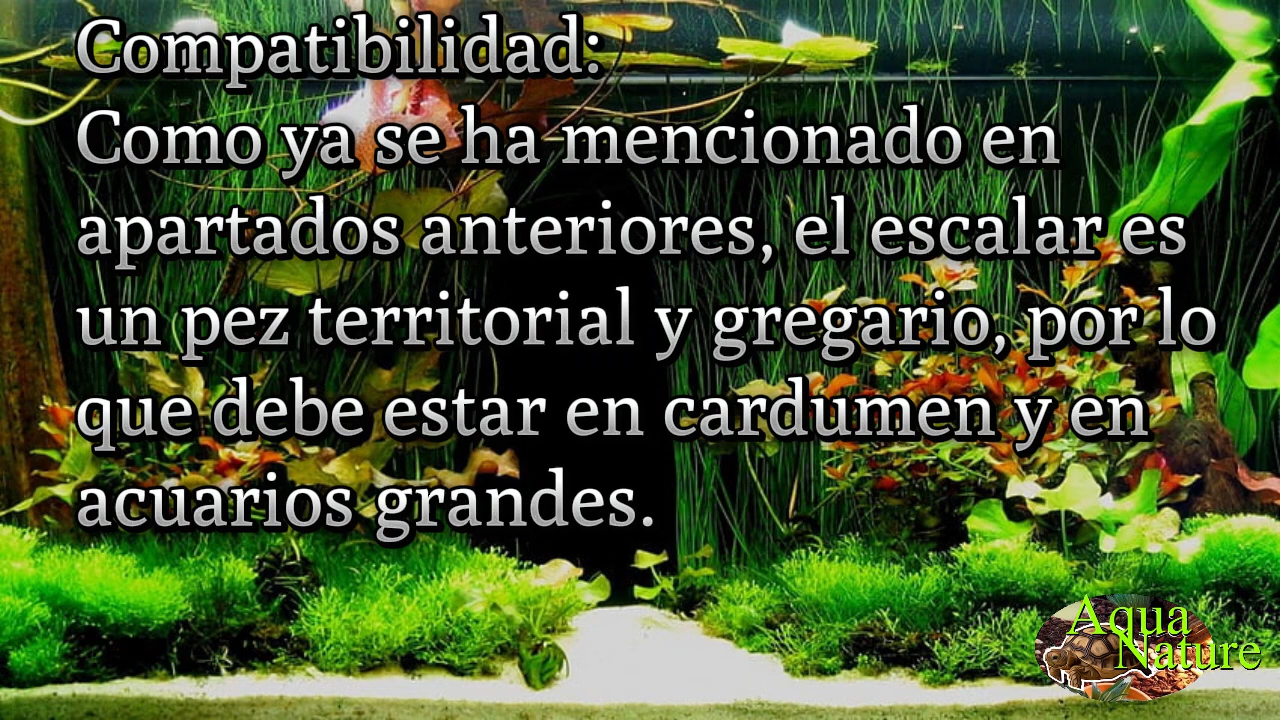 Compatibilidad:
Como ya se ha mencionado en
apartados anteriores, el escalar es
un pez territorial y gregario, por lo
que debe estar en cardumen y en
acuarios grandes.
Aqua
Nature